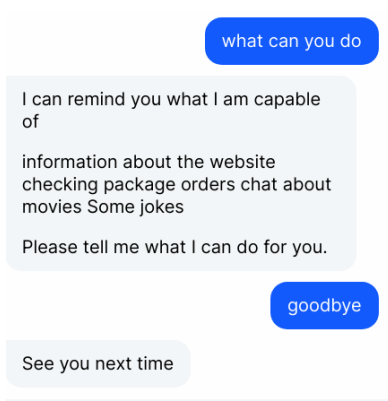 what can you do
I can remind you what I am capable
of
information about the website
checking package orders chat about
movies Some jokes
Please tell me what I can do for you.
goodbye
See you next time